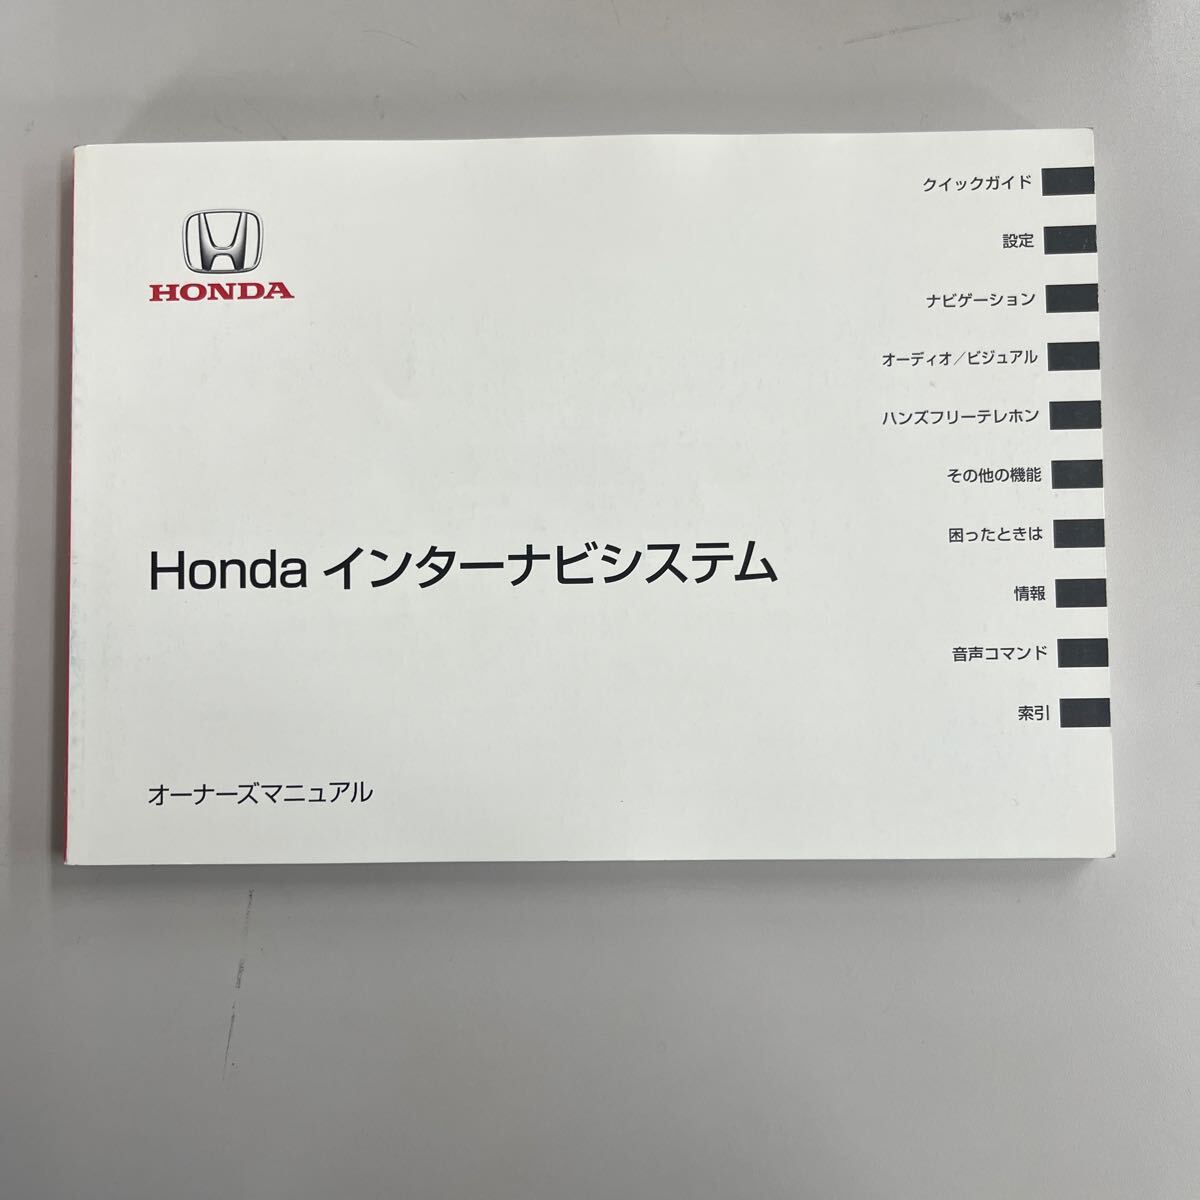 HONDA
クイックガイド
設定
ナビゲーション
オーディオ／ビジュアル
ハンズフリーテレホン
その他の機能
困ったときは
情報
音声コマンド
索引
Honda インターナビシステム
オーナーズマニュアル